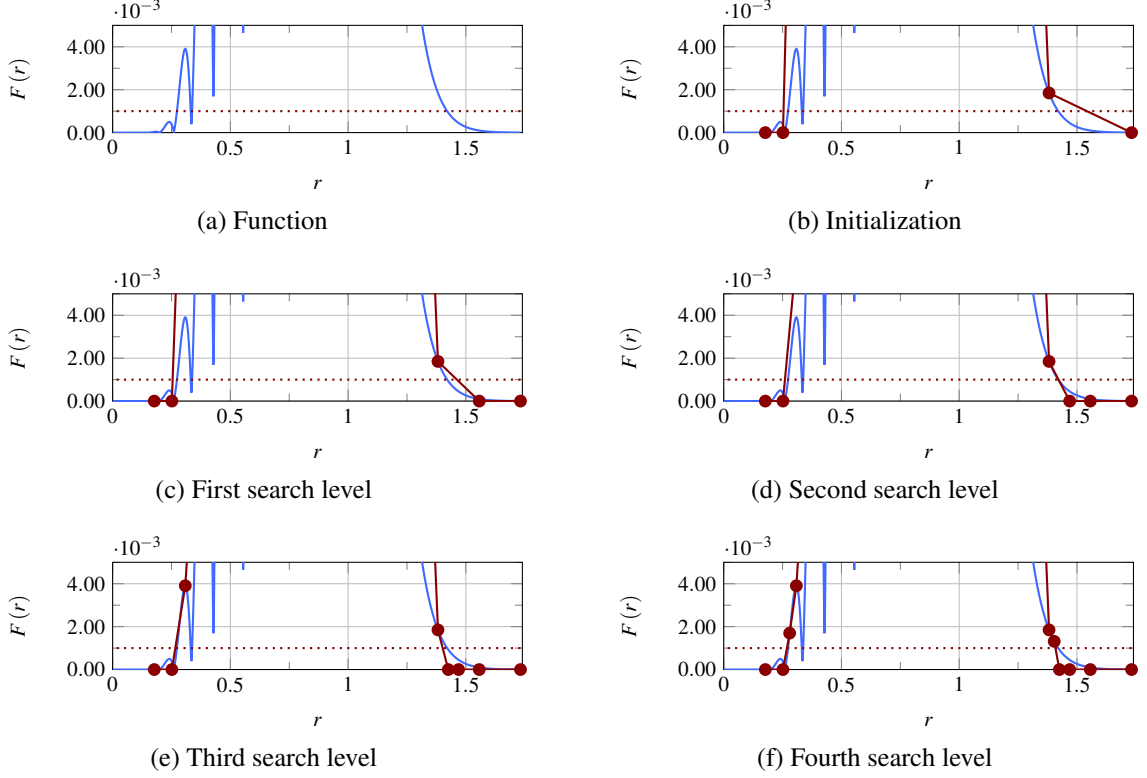 ·10⁻³ ·10⁻³
4.00 4.00
F (r) F (r)
2.00 2.00
0.00 0.00
0 0.5 1 1.5 0 0.5 1 1.5
r r
(a) Function (b) Initialization
·10⁻³ ·10⁻³
4.00 4.00
F (r) F (r)
2.00 2.00
0.00 0.00
0 0.5 1 1.5 0 0.5 1 1.5
r r
(c) First search level (d) Second search level
·10⁻³ ·10⁻³
4.00 4.00
F (r) F (r)
2.00 2.00
0.00 0.00
0 0.5 1 1.5 0 0.5 1 1.5
r r
(e) Third search level (f) Fourth search level